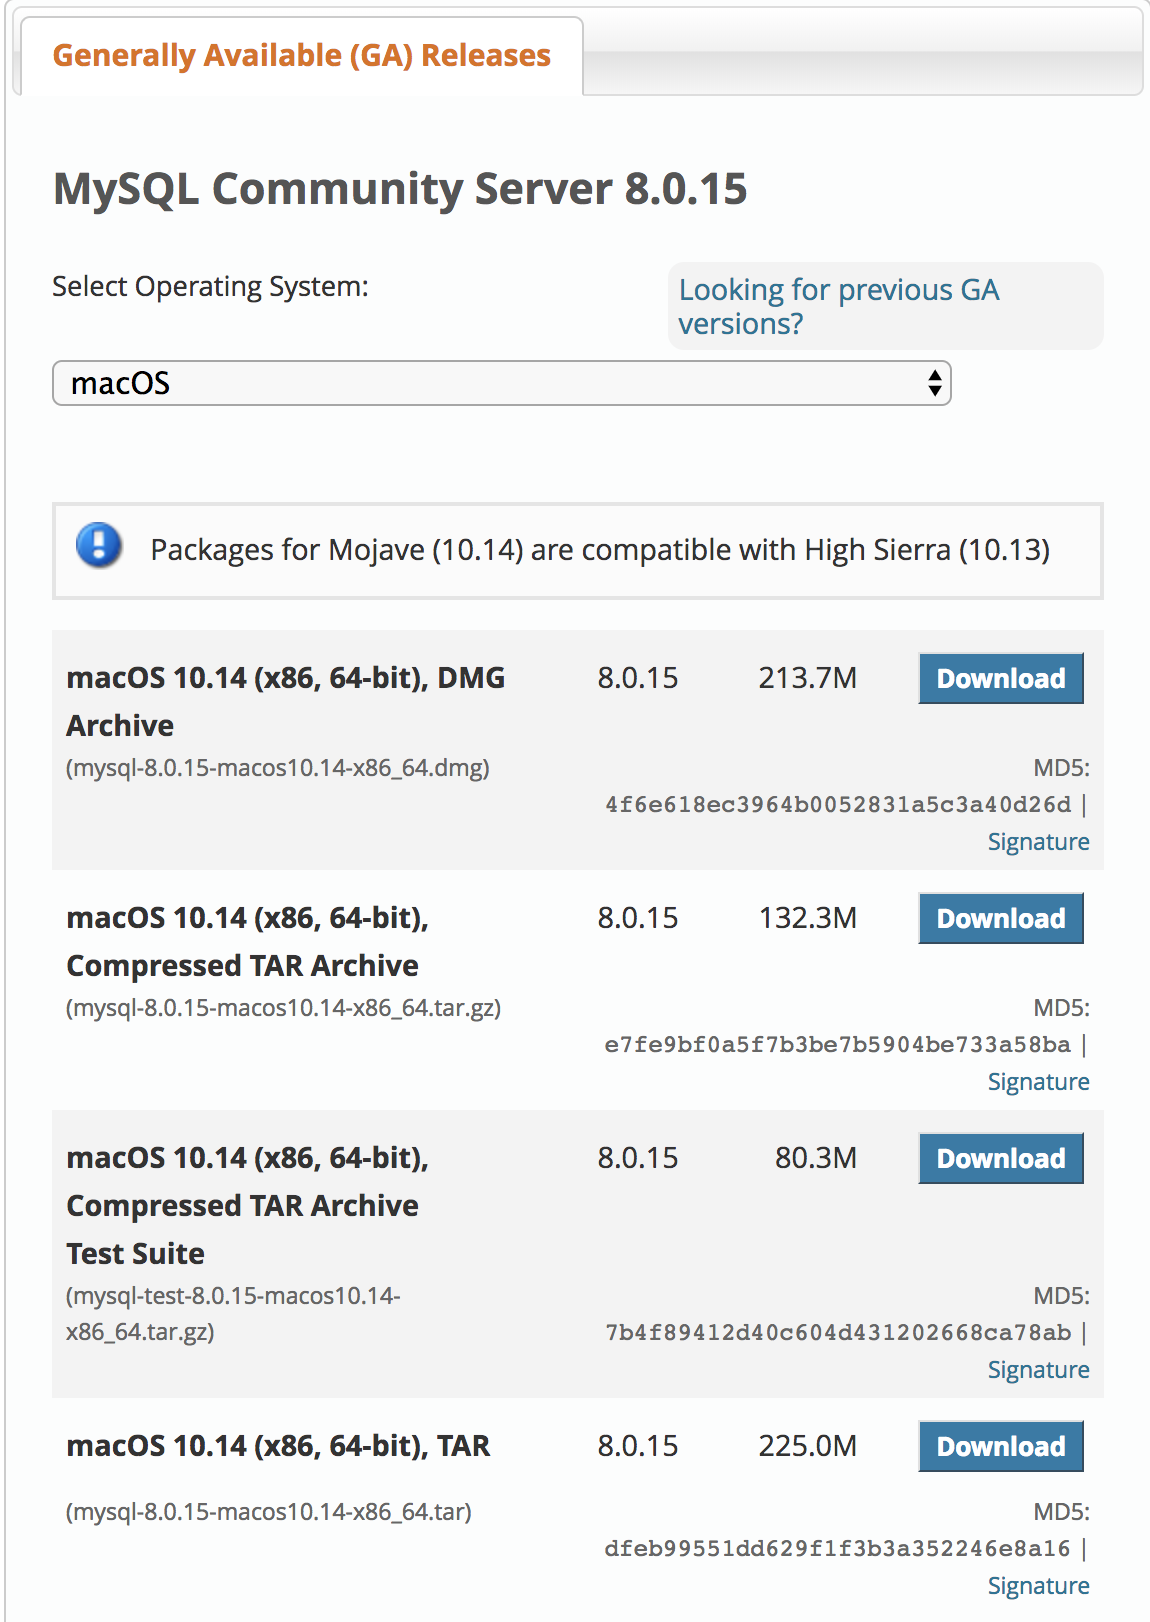 Generally Available (GA) Releases
MySQL Community Server 8.0.15
Select Operating System:
Looking for previous GA
versions?
macOS
Packages for Mojave (10.14) are compatible with High Sierra (10.13)
macOS 10.14 (x86, 64-bit), DMG
Archive
8.0.15
213.7M
Download
(mysql-8.0.15-macos10.14-x86_64.dmg)
MD5:
4f6e618ec3964b0052831a5c3a40d26d |
Signature
macOS 10.14 (x86, 64-bit),
Compressed TAR Archive
8.0.15
132.3M
Download
(mysql-8.0.15-macos10.14-x86_64.tar.gz)
MD5:
e7fe9bf0a5f7b3be7b5904be733a58ba |
Signature
macOS 10.14 (x86, 64-bit),
Compressed TAR Archive
Test Suite
8.0.15
80.3M
Download
(mysql-test-8.0.15-macos10.14-
x86_64.tar.gz)
MD5:
7b4f89412d40c604d431202668ca78ab |
Signature
macOS 10.14 (x86, 64-bit), TAR
8.0.15
225.0M
Download
(mysql-8.0.15-macos10.14-x86_64.tar)
MD5:
dfeb99551dd629f1f3b3a352246e8a16 |
Signature